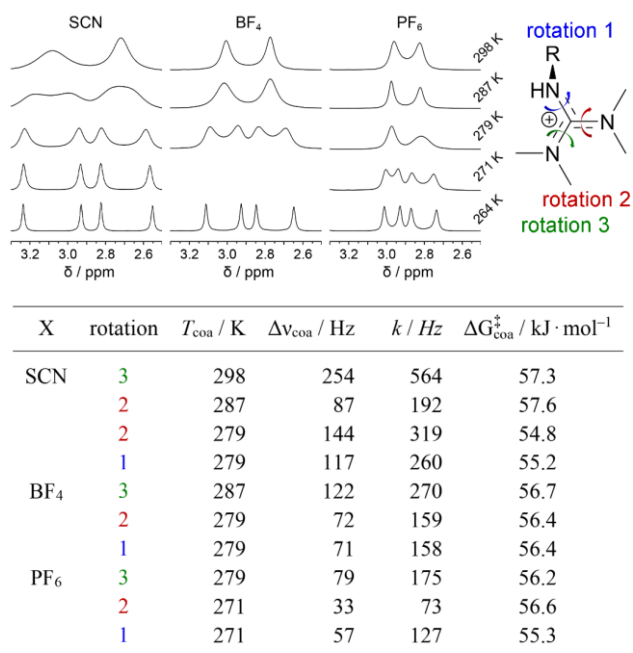 SCN BF₄ PF₆
298 K
287 K
279 K
271 K
264 K
3.2 3.0 2.8 2.6 3.2 3.0 2.8 2.6 3.2 3.0 2.8 2.6
δ / ppm δ / ppm δ / ppm
rotation 1
R
HN
⊕
N
N
rotation 2
rotation 3
X rotation T_coa / K Δν_coa / Hz k / Hz ΔG‡_coa / kJ · mol⁻¹
SCN 3 298 254 564 57.3
2 287 87 192 57.6
2 279 144 319 54.8
1 279 117 260 55.2
BF₄ 3 287 122 270 56.7
2 279 72 159 56.4
1 279 71 158 56.4
PF₆ 3 279 79 175 56.2
2 271 33 73 56.6
1 271 57 127 55.3